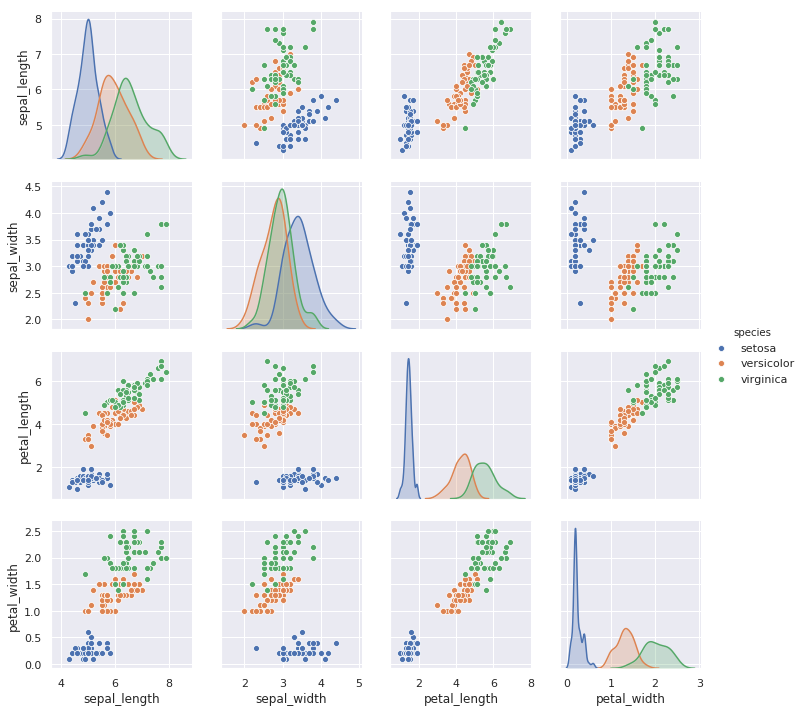 8
7
6
5
sepal_length
4.5
4.0
3.5
3.0
2.5
2.0
sepal_width
species
setosa
versicolor
virginica
6
4
2
petal_length
2.5
2.0
1.5
1.0
0.5
0.0
petal_width
4 6 8
sepal_length
2 3 4 5
sepal_width
2 4 6 8
petal_length
0 1 2 3
petal_width